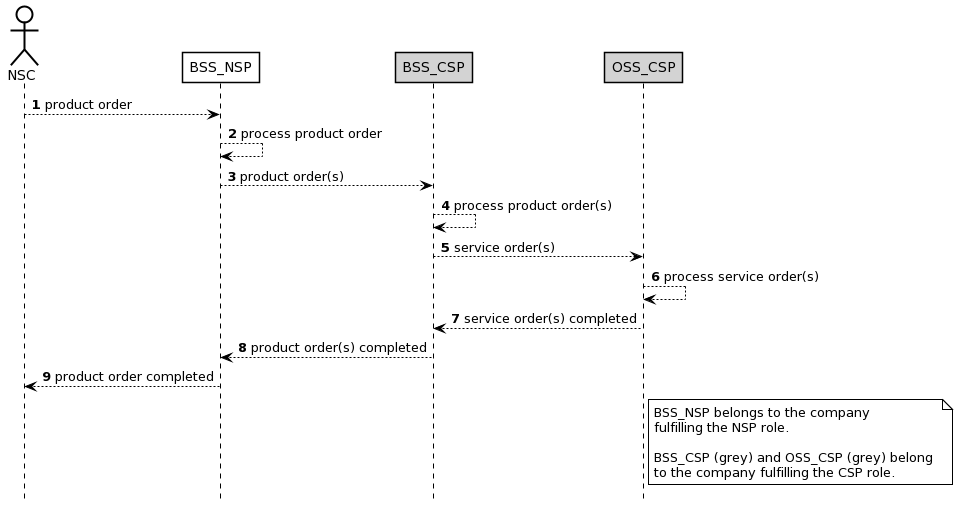 NSC
BSS_NSP
BSS_CSP
OSS_CSP
1 product order
2 process product order
3 product order(s)
4 process product order(s)
5 service order(s)
6 process service order(s)
7 service order(s) completed
8 product order(s) completed
9 product order completed
BSS_NSP belongs to the company
fulfilling the NSP role.
BSS_CSP (grey) and OSS_CSP (grey) belong
to the company fulfilling the CSP role.